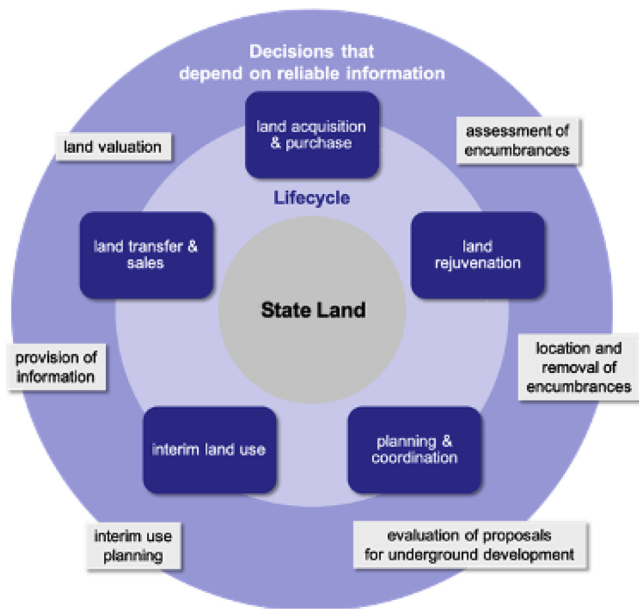 Decisions that
depend on reliable information
land acquisition
& purchase
land valuation
assessment of
encumbrances
Lifecycle
land transfer &
sales
land
rejuvenation
State Land
provision of
information
location and
removal of
encumbrances
interim land use
planning &
coordination
interim use
planning
evaluation of proposals
for underground development